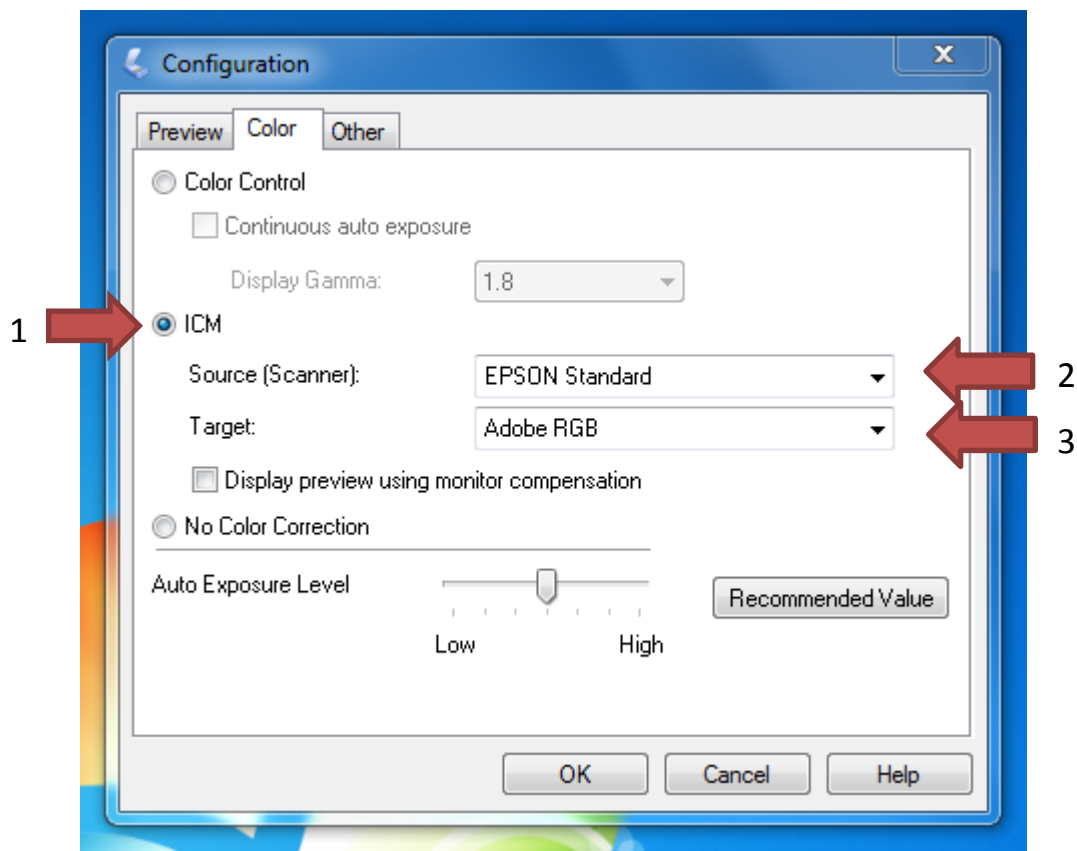 Configuration
Preview Color Other
Color Control
Continuous auto exposure
Display Gamma: 1.8
1 ICM
Source (Scanner): EPSON Standard 2
Target: Adobe RGB 3
Display preview using monitor compensation
No Color Correction
Auto Exposure Level Recommended Value
Low High
OK Cancel Help